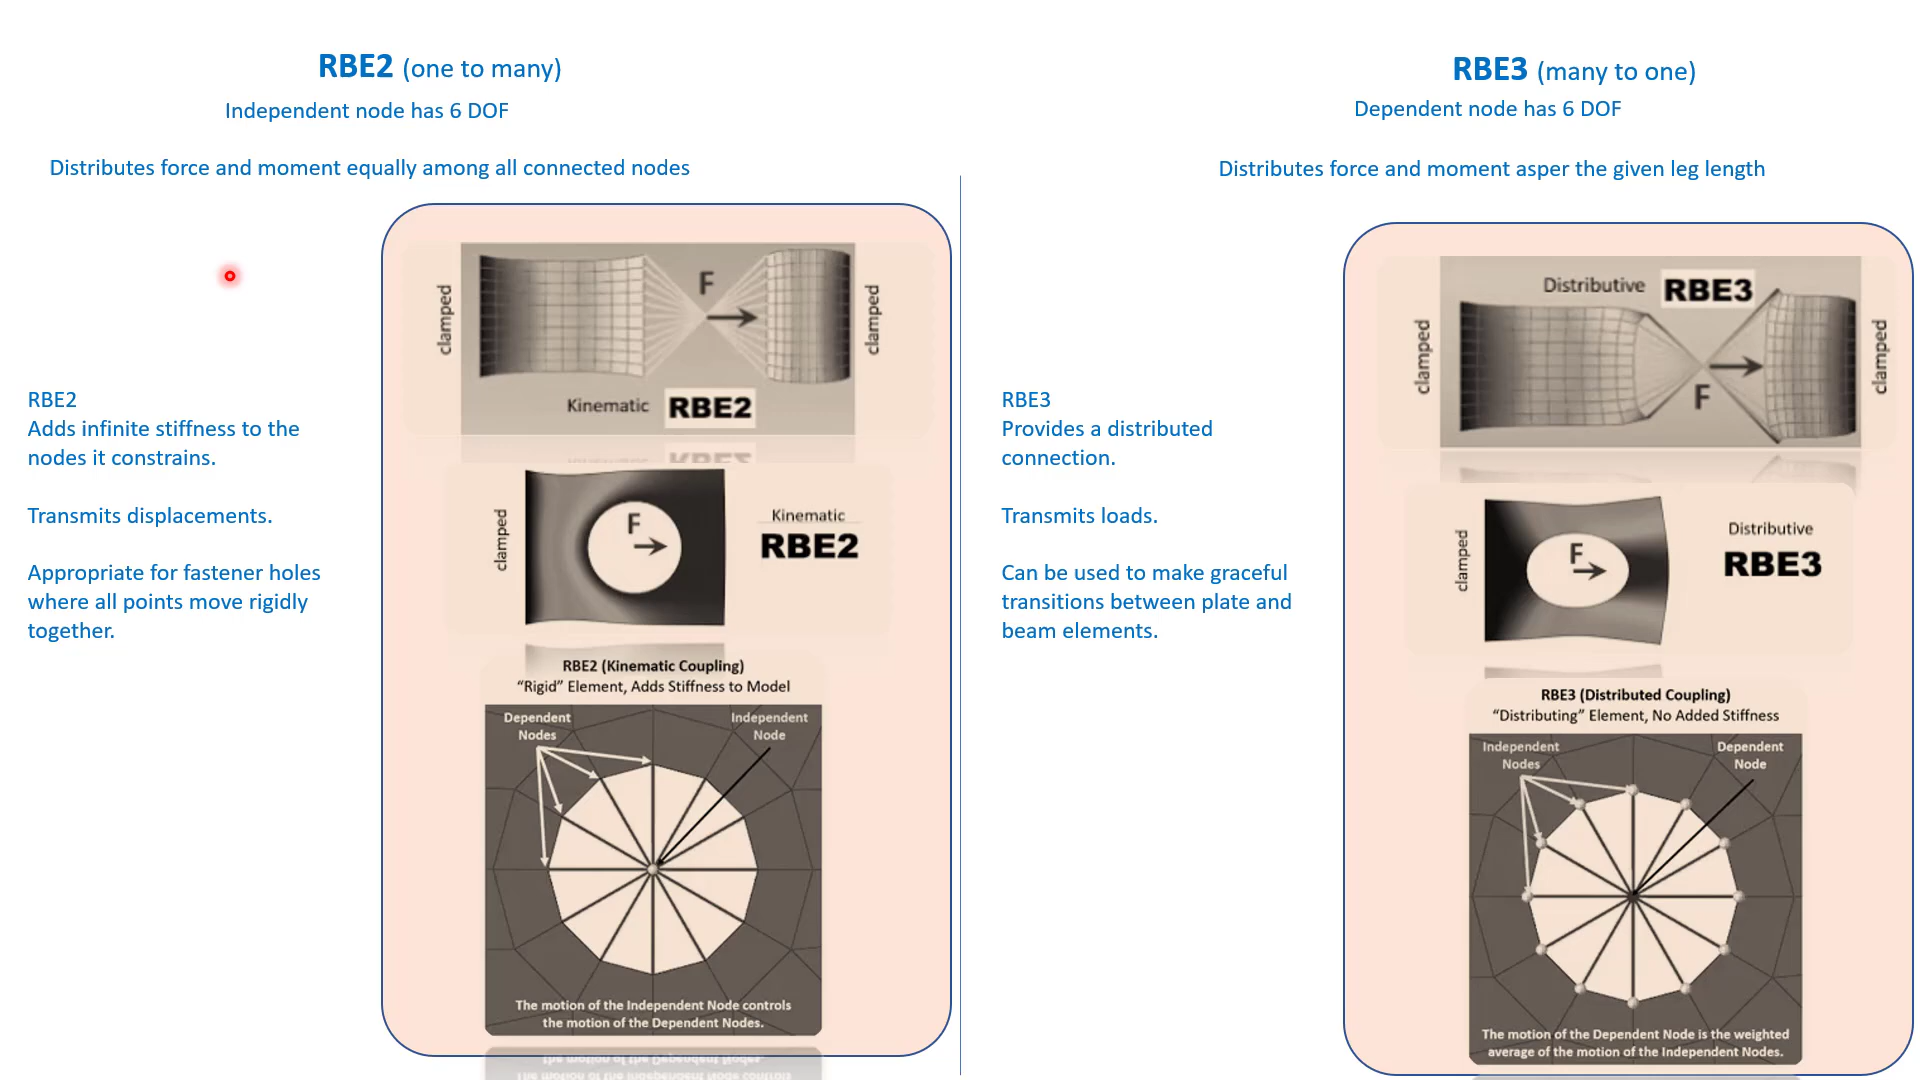 RBE2 (one to many)
Independent node has 6 DOF
Distributes force and moment equally among all connected nodes
RBE2
Adds infinite stiffness to the
nodes it constrains.
Transmits displacements.
Appropriate for fastener holes
where all points move rigidly
together.
clamped
F
clamped
Kinematic RBE2
clamped
F
Kinematic
RBE2
RBE2 (Kinematic Coupling)
“Rigid” Element, Adds Stiffness to Model
Dependent
Nodes
Independent
Node
The motion of the Independent Node controls
the motion of the Dependent Nodes.
RBE3 (many to one)
Dependent node has 6 DOF
Distributes force and moment asper the given leg length
RBE3
Provides a distributed
connection.
Transmits loads.
Can be used to make graceful
transitions between plate and
beam elements.
Distributive RBE3
clamped
F
clamped
clamped
F
Distributive
RBE3
RBE3 (Distributed Coupling)
“Distributing” Element, No Added Stiffness
Independent
Nodes
Dependent
Node
The motion of the Dependent Node is the weighted
average of the motion of the Independent Nodes.